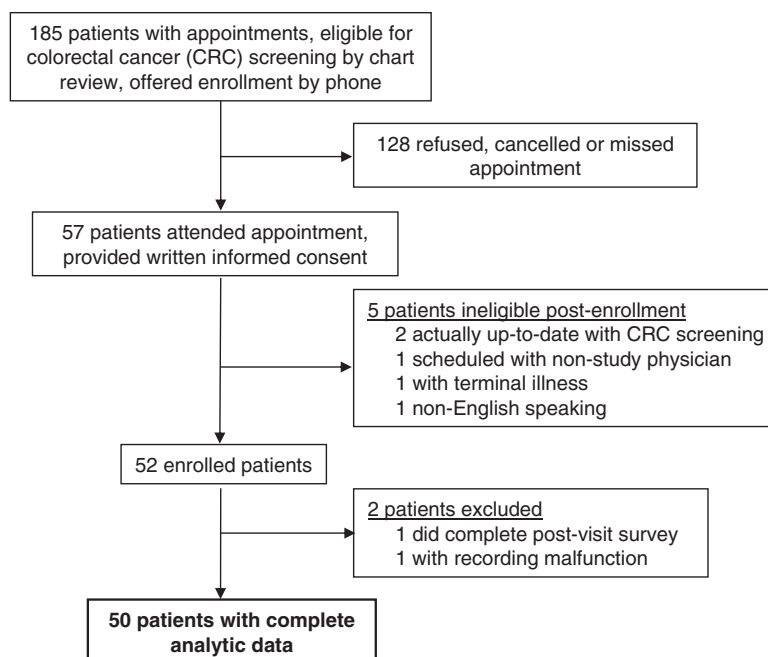 185 patients with appointments, eligible for
colorectal cancer (CRC) screening by chart
review, offered enrollment by phone
128 refused, cancelled or missed
appointment
57 patients attended appointment,
provided written informed consent
5 patients ineligible post-enrollment
2 actually up-to-date with CRC screening
1 scheduled with non-study physician
1 with terminal illness
1 non-English speaking
52 enrolled patients
2 patients excluded
1 did complete post-visit survey
1 with recording malfunction
50 patients with complete
analytic data